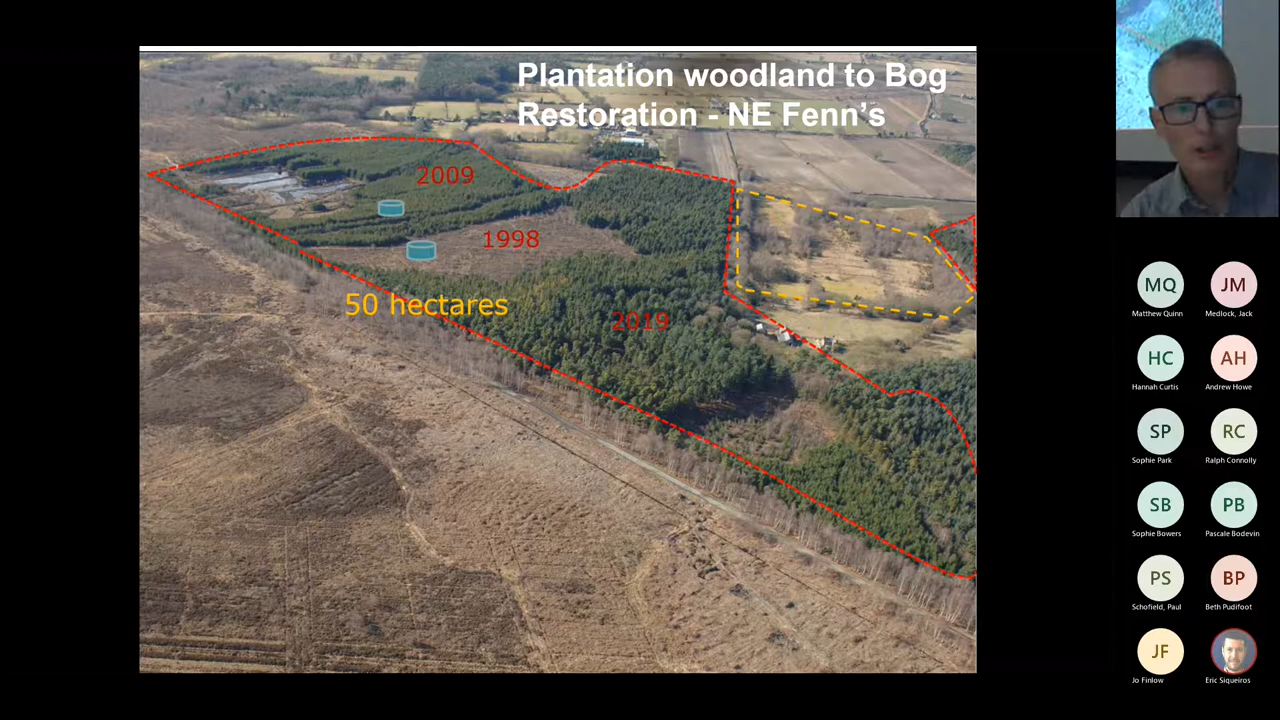 Plantation woodland to Bog
Restoration - NE Fenn's
2009
1998
50 hectares
2019
MQ
Matthew Quinn
JM
Medlock, Jack
HC
Hannah Curtis
AH
Andrew Howe
SP
Sophie Park
RC
Ralph Connolly
SB
Sophie Bowers
PB
Pascale Bodevin
PS
Schofield, Paul
BP
Beth Pudifoot
JF
Jo Finlow
Eric Siqueiros